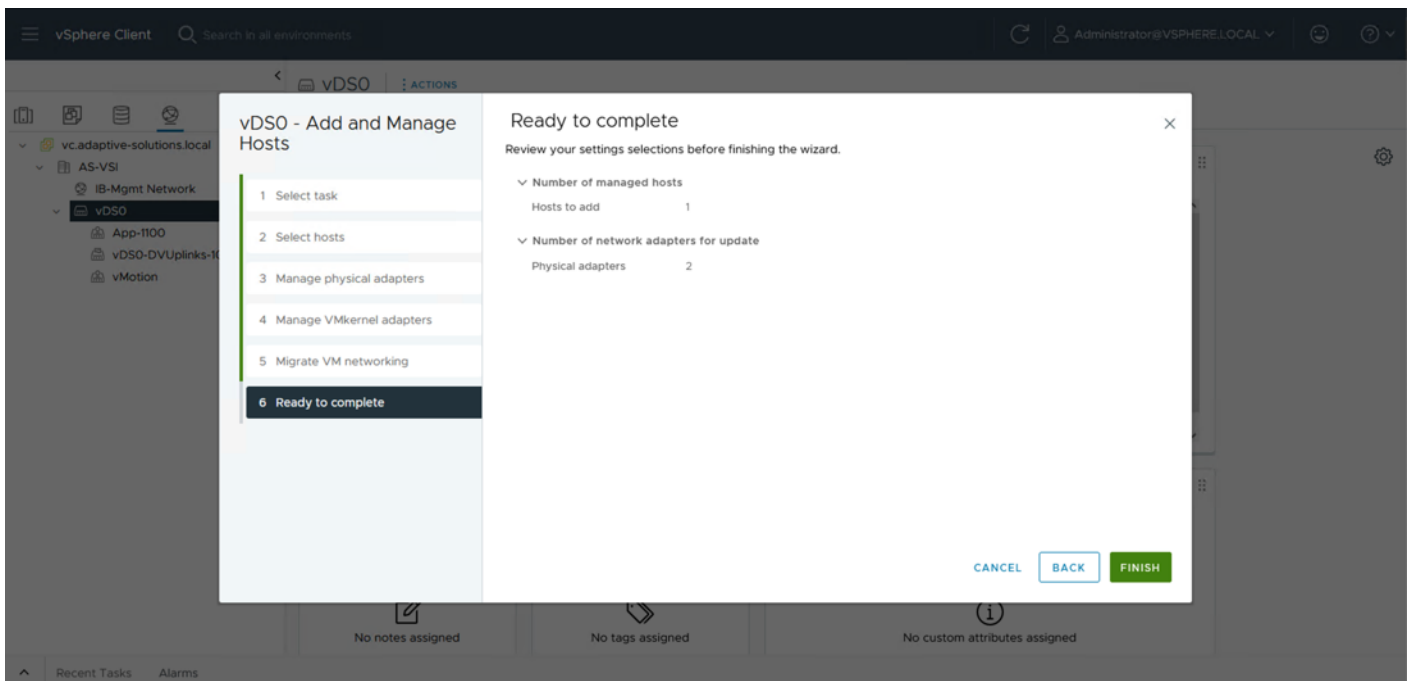 vSphere Client
Search in all environments
Administrator@VSPHERE.LOCAL
vDS0
ACTIONS
vc.adaptive-solutions.local
AS-VSI
IB-Mgmt Network
vDS0
App-1100
vDS0-DVUplinks-10
vMotion
vDS0 - Add and Manage
Hosts
1 Select task
2 Select hosts
3 Manage physical adapters
4 Manage VMkernel adapters
5 Migrate VM networking
6 Ready to complete
Ready to complete
Review your settings selections before finishing the wizard.
Number of managed hosts
Hosts to add 1
Number of network adapters for update
Physical adapters 2
CANCEL BACK FINISH
No notes assigned
No tags assigned
No custom attributes assigned
Recent Tasks Alarms